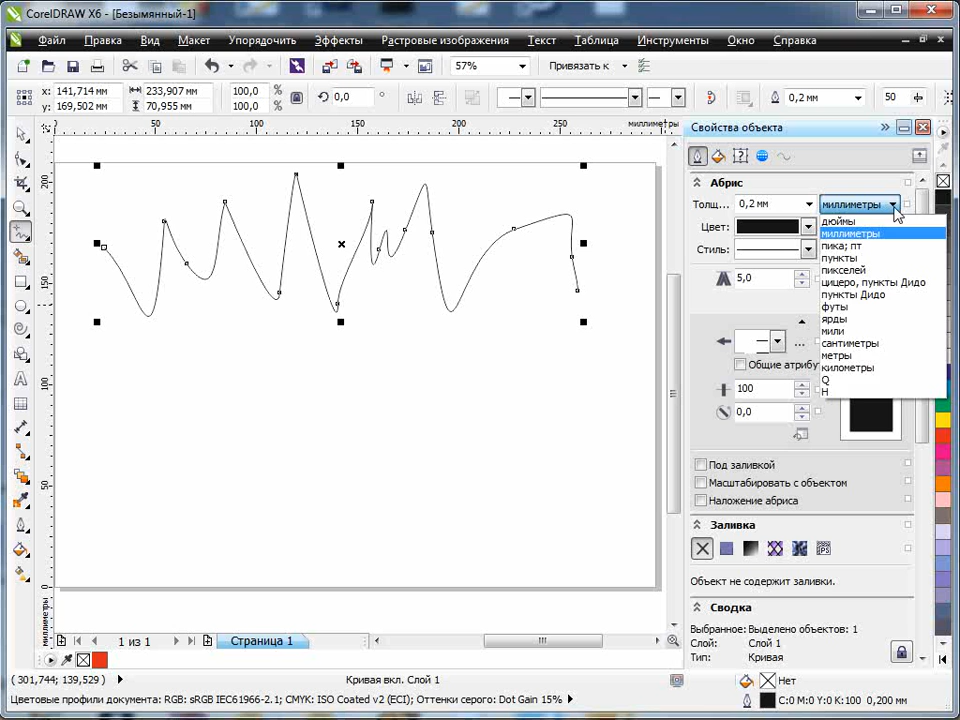 CorelDRAW X6 - [Безымянный-1]
Файл Правка Вид Макет Упорядочить Эффекты Растровые изображения Текст Таблица Инструменты Окно Справка
57% Привязать к
x: 141,714 мм 233,907 мм 100,0 % 0,0 ° 0,2 мм 50
y: 169,502 мм 70,955 мм 100,0 %
0 50 100 150 200 250 миллиметры
200
150
100
50
0
миллиметры
Свойства объекта
Абрис
Толщ... 0,2 мм миллиметры
Цвет:
Стиль:
5,0
дюймы
миллиметры
пика; пт
пункты
пикселей
цицеро, пункты Дидо
пункты Дидо
футы
ярды
мили
сантиметры
метры
километры
Q
H
Общие атрибу
100
0,0
Под заливкой
Масштабировать с объектом
Наложение абриса
Заливка
Объект не содержит заливки.
Сводка
Выбранное: Выделено объектов: 1
Слой: Слой 1
Тип: Кривая
1 из 1 Страница 1
( 301,744; 139,529 ) Кривая вкл. Слой 1 Нет
Цветовые профили документа: RGB: sRGB IEC61966-2.1; CMYK: ISO Coated v2 (ECI); Оттенки серого: Dot Gain 15% C:0 M:0 Y:0 K:100 0,200 мм